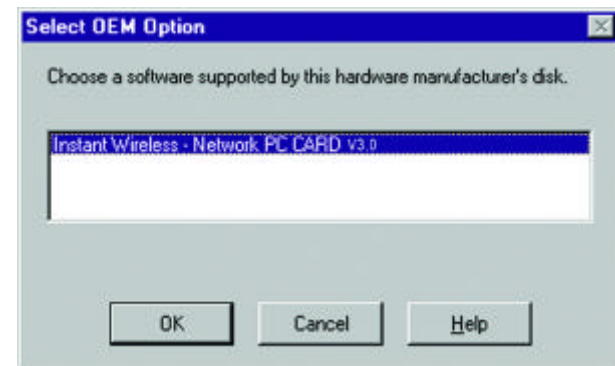 Select OEM Option
Choose a software supported by this hardware manufacturer's disk.
Instant Wireless - Network PC CARD V3.0
OK
Cancel
Help